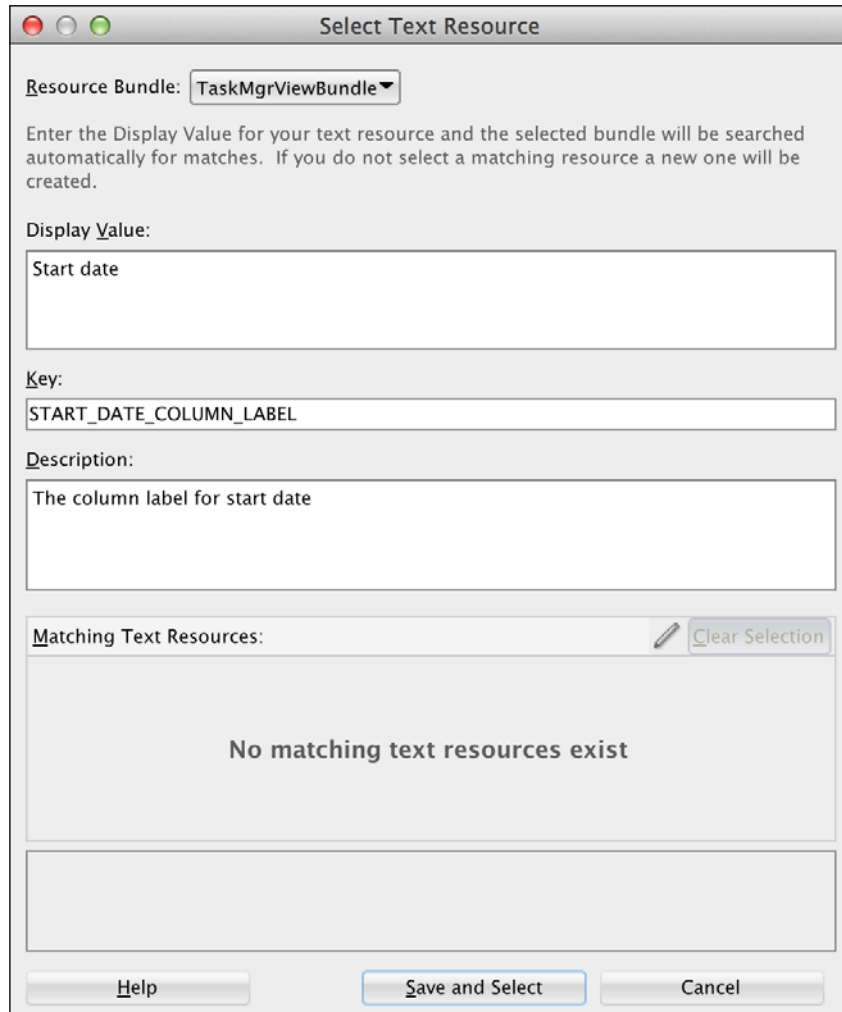 Select Text Resource
Resource Bundle: TaskMgrViewBundle
Enter the Display Value for your text resource and the selected bundle will be searched
automatically for matches.  If you do not select a matching resource a new one will be
created.
Display Value:
Start date
Key:
START_DATE_COLUMN_LABEL
Description:
The column label for start date
Matching Text Resources: Clear Selection
No matching text resources exist
Help Save and Select Cancel